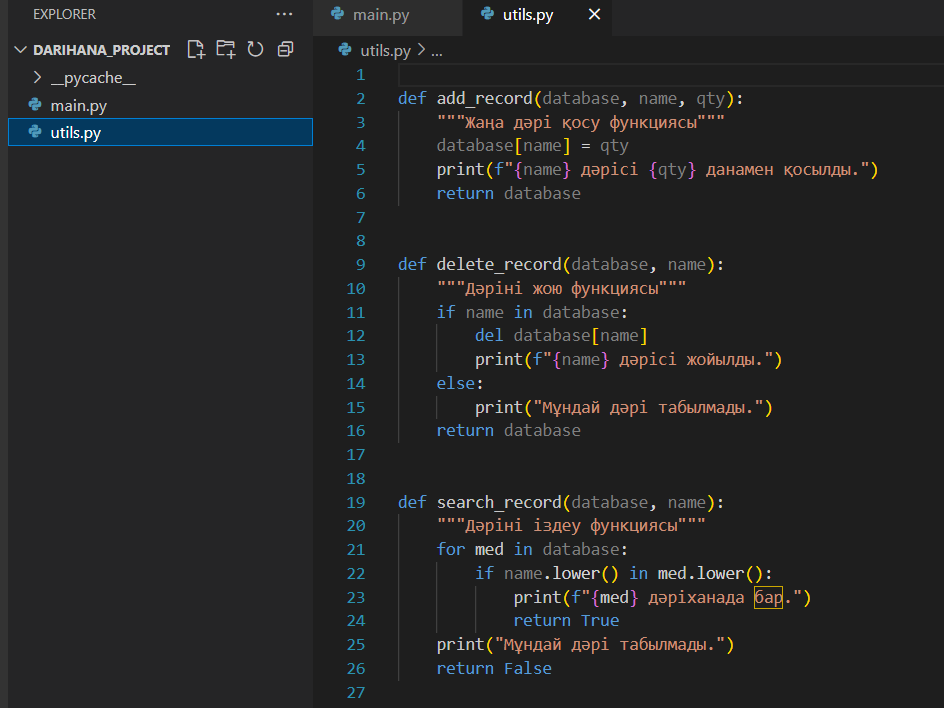 EXPLORER
...
main.py
utils.py
DARIHANA_PROJECT
__pycache__
main.py
utils.py
utils.py > ...
1
2 def add_record(database, name, qty):
3 """Жаңа дәрі қосу функциясы"""
4 database[name] = qty
5 print(f"{name} дәрісі {qty} данамен қосылды.")
6 return database
7
8
9 def delete_record(database, name):
10 """Дәріні жою функциясы"""
11 if name in database:
12 del database[name]
13 print(f"{name} дәрісі жойылды.")
14 else:
15 print("Мұндай дәрі табылмады.")
16 return database
17
18
19 def search_record(database, name):
20 """Дәріні іздеу функциясы"""
21 for med in database:
22 if name.lower() in med.lower():
23 print(f"{med} дәріханада бар.")
24 return True
25 print("Мұндай дәрі табылмады.")
26 return False
27